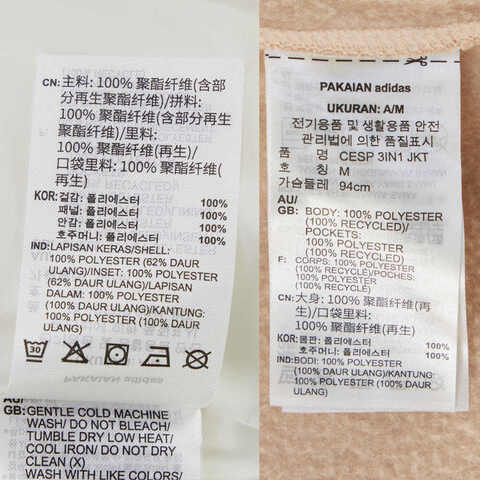 CN: 主料: 100% 聚酯纤维(含部
分再生聚酯纤维)/拼料:
100% 聚酯纤维(含部分再生
聚酯纤维)/里料:
100% 聚酯纤维(再生)/
口袋里料: 100% 聚酯纤维(
再生)
KOR: 겉감: 폴리에스터 100%
패널: 폴리에스터 100%
안감: 폴리에스터 100%
호주머니: 폴리에스터 100%
IND: LAPISAN KERAS/SHELL:
100% POLYESTER (62% DAUR
ULANG)/INSET: 100% POLYESTER
(62% DAUR ULANG)/LAPISAN
DALAM: 100% POLYESTER (100%
DAUR ULANG)/KANTUNG: 100%
POLYESTER (100% DAUR
ULANG)
30
PAKAIAN adidas
AU/
GB: GENTLE COLD MACHINE
WASH/ DO NOT BLEACH/
TUMBLE DRY LOW HEAT/
COOL IRON/ DO NOT DRY
CLEAN (X)
WASH WITH LIKE COLORS/
PAKAIAN adidas
UKURAN: A/M
전기용품 및 생활용품 안전
관리법에 의한 품질표시
품 명 CESP 3IN1 JKT
호 칭 M
가슴둘레 94cm
AU/
GB: BODY: 100% POLYESTER
(100% RECYCLED)/
POCKETS:
100% POLYESTER
(100% RECYCLED)
F: CORPS: 100% POLYESTER
(100% RECYCLÉ)/POCHES:
100% POLYESTER
(100% RECYCLÉ)
CN: 大身: 100% 聚酯纤维(再
生)/口袋里料:
100% 聚酯纤维(再生)
KOR: 몸판: 폴리에스터 100%
호주머니: 폴리에스터 100%
IND: BODI: 100% POLYESTER
(100% DAUR ULANG)/KANTUNG:
100% POLYESTER (100% DAUR
ULANG)